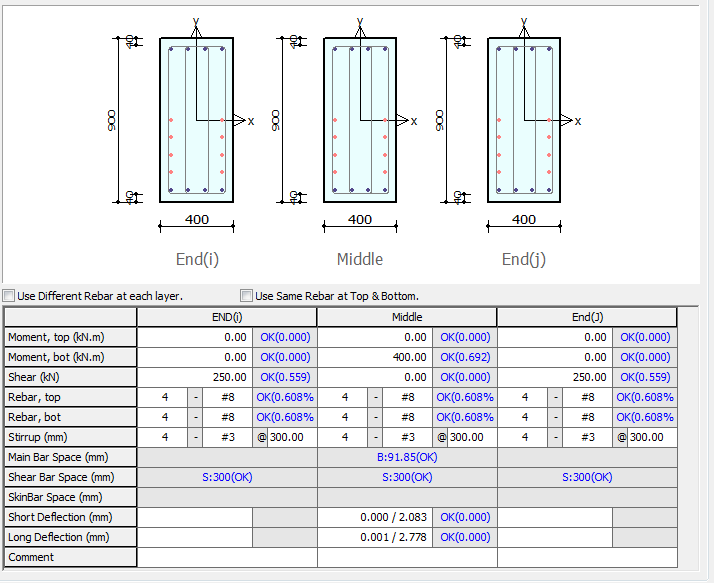 y y y
40 40 40
x x x
900 900 900
40 40 40
400 400 400
End(i) Middle End(j)
Use Different Rebar at each layer. Use Same Rebar at Top & Bottom.
END(i) Middle End(J)
Moment, top (kN.m) 0.00 OK(0.000) 0.00 OK(0.000) 0.00 OK(0.000)
Moment, bot (kN.m) 0.00 OK(0.000) 400.00 OK(0.692) 0.00 OK(0.000)
Shear (kN) 250.00 OK(0.559) 0.00 OK(0.000) 250.00 OK(0.559)
Rebar, top 4 - #8 OK(0.608% 4 - #8 OK(0.608% 4 - #8 OK(0.608%
Rebar, bot 4 - #8 OK(0.608% 4 - #8 OK(0.608% 4 - #8 OK(0.608%
Stirrup (mm) 4 - #3 @ 300.00 4 - #3 @ 300.00 4 - #3 @ 300.00
Main Bar Space (mm) B:91.85(OK)
Shear Bar Space (mm) S:300(OK) S:300(OK) S:300(OK)
SkinBar Space (mm)
Short Deflection (mm) 0.000 / 2.083 OK(0.000)
Long Deflection (mm) 0.001 / 2.778 OK(0.000)
Comment